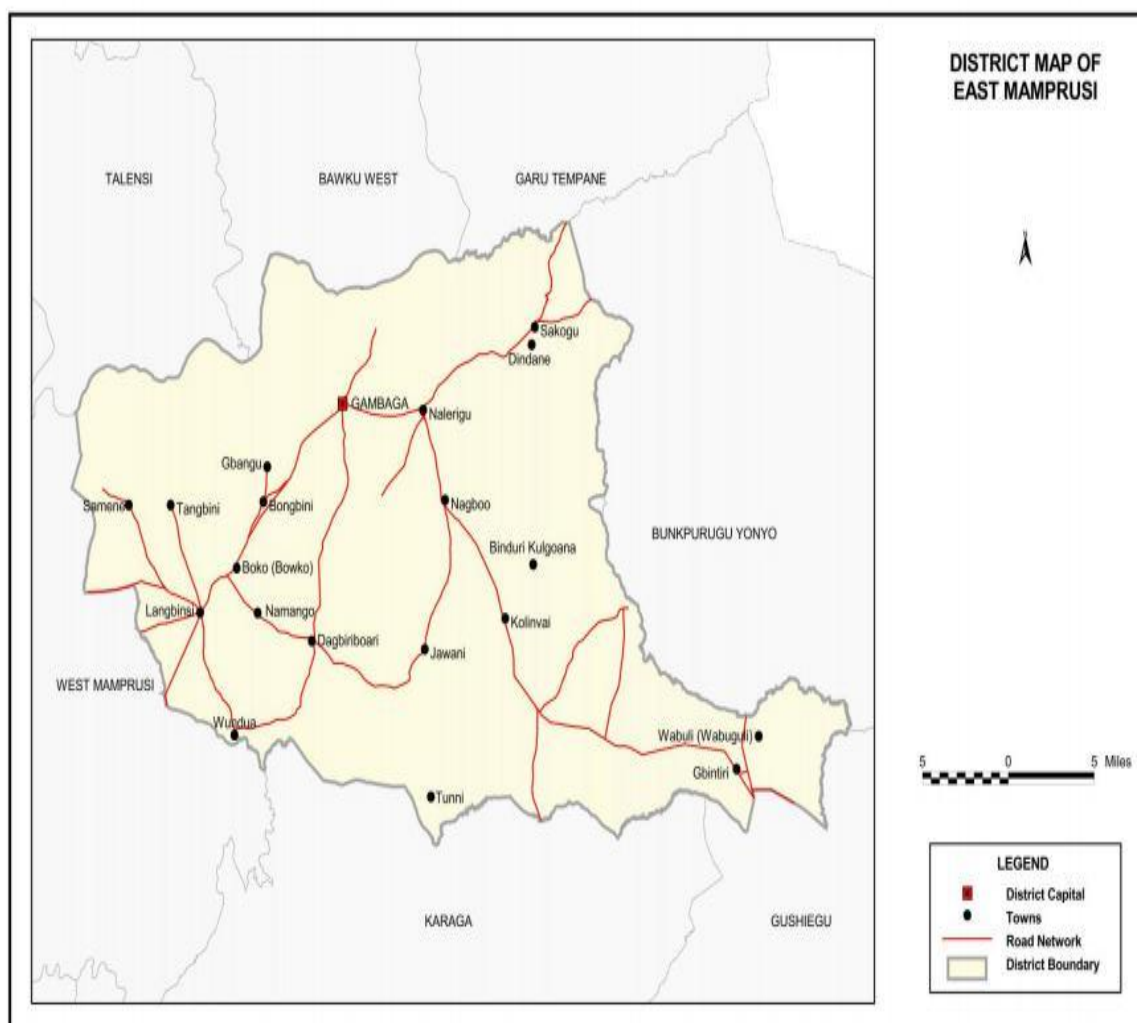 DISTRICT MAP OF
EAST MAMPRUSI
TALENSI
BAWKU WEST
GARU TEMPANE
N
Sakogu
Dindane
GAMBAGA
Nalerigu
Gbangu
Samene
Tangbini
Bongbini
Nagboo
BUNKPURUGU YONYO
Binduri Kulgoana
Boko (Bowko)
Langbinsi
Namango
Kolinvai
Dagbiriboari
Jawani
WEST MAMPRUSI
Wundua
Wabuli (Wabuguli)
Gbintiri
5 0 5 Miles
Tunni
KARAGA
GUSHIEGU
LEGEND
District Capital
Towns
Road Network
District Boundary